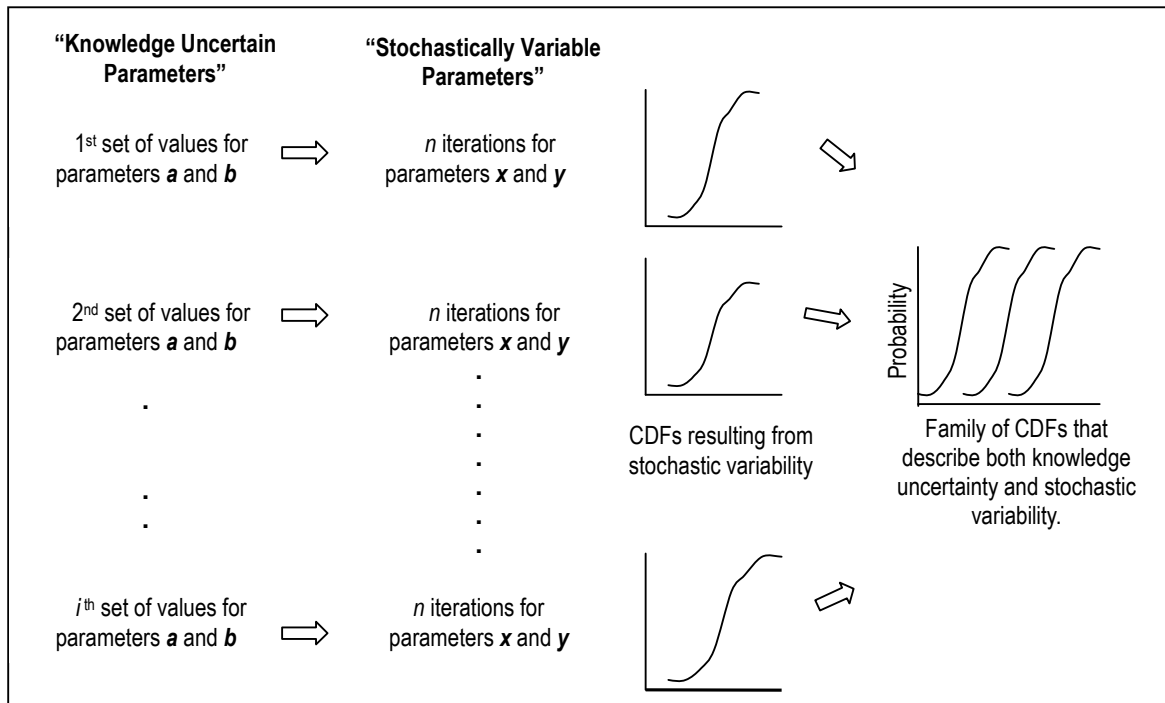 “Knowledge Uncertain
Parameters”
“Stochastically Variable
Parameters”
1st set of values for
parameters a and b
n iterations for
parameters x and y
2nd set of values for
parameters a and b
n iterations for
parameters x and y
CDFs resulting from
stochastic variability
Probability
Family of CDFs that
describe both knowledge
uncertainty and stochastic
variability.
ith set of values for
parameters a and b
n iterations for
parameters x and y